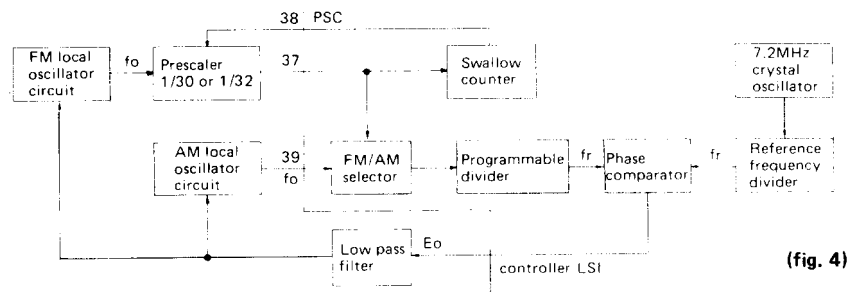 38 PSC
FM local
oscillator
circuit
fo
Prescaler
1/30 or 1/32
37
Swallow
counter
7.2MHz
crystal
oscillator
AM local
oscillator
circuit
39
fo
FM/AM
selector
Programmable
divider
fr
Phase
comparator
fr
Reference
frequency
divider
Low pass
filter
Eo
controller LSI
(fig. 4)